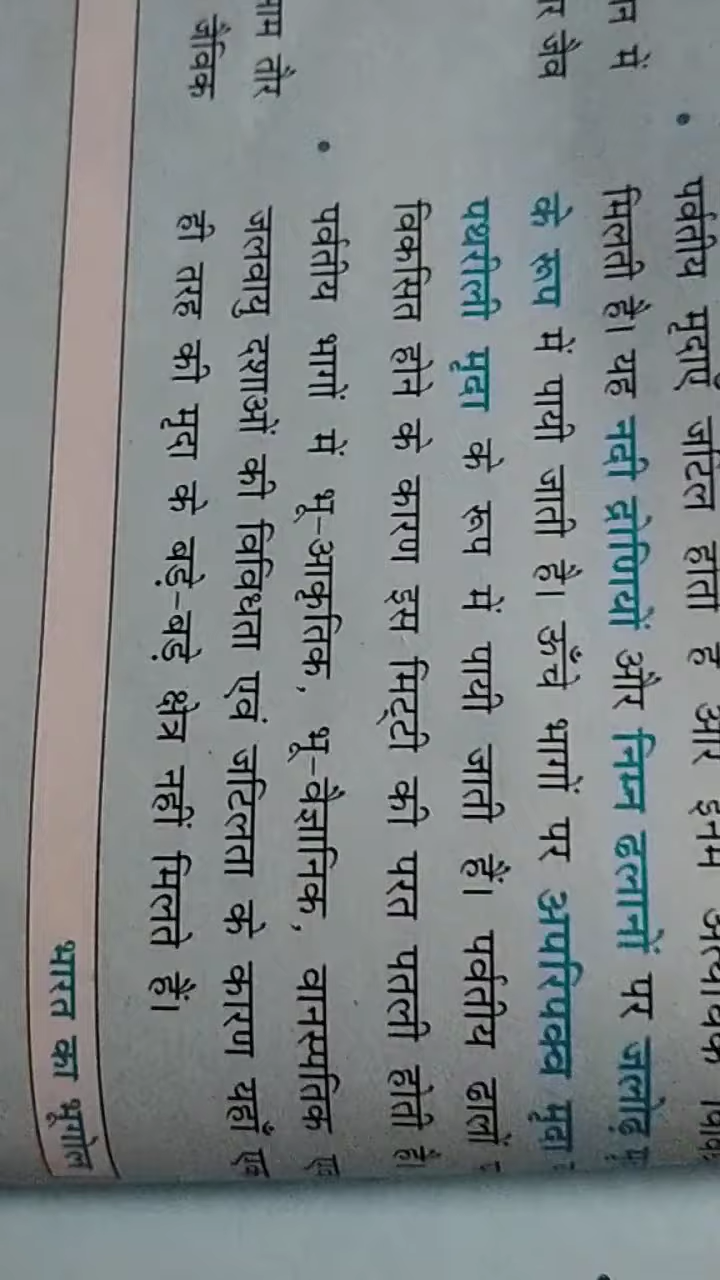 न में
र जैव
तौर
जैविक
पर्वतीय मृदाएँ जटिल होती हैं और इनमें अत्यधिक
मिलती है। यह नदी द्रोणियों और निम्न ढलानों पर जलोढ़
के रूप में पायी जाती है। ऊँचे भागों पर अपरिपक्व मृदा
पथरीली मृदा के रूप में पायी जाती हैं। पर्वतीय ढालों
विकसित होने के कारण इस मिट्टी की परत पतली होती है।
पर्वतीय भागों में भू-आकृतिक, भू-वैज्ञानिक, वानस्पतिक
जलवायु दशाओं की विविधता एवं जटिलता के कारण यहाँ
ही तरह की मृदा के बड़े-बड़े क्षेत्र नहीं मिलते हैं।
भारत का भूगोल